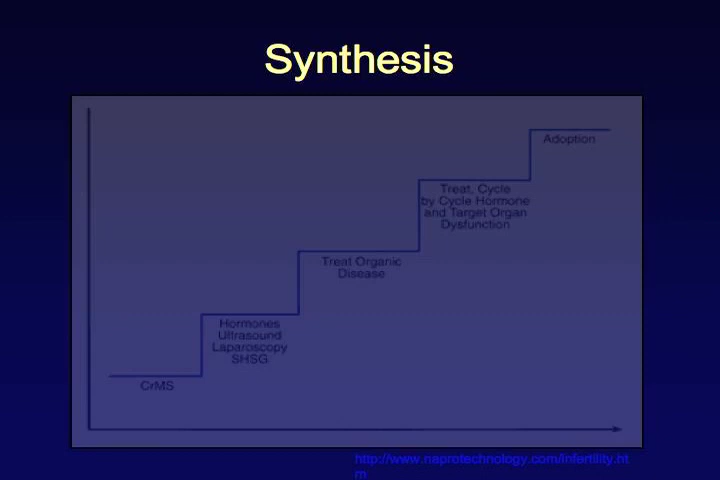 Synthesis
Adoption
Treat, Cycle
by Cycle Hormone
and Target Organ
Dysfunction
Treat Organic
Disease
Hormones
Ultrasound
Laparoscopy
SHSG
CrMS
http://www.naprotechnology.com/infertility.ht
m